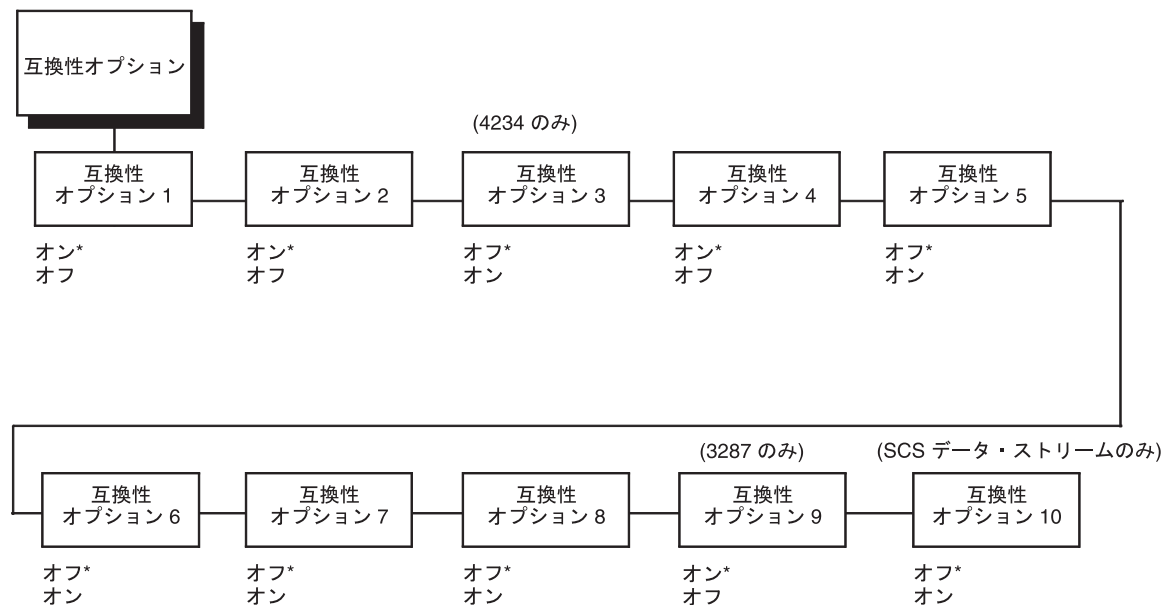 互換性オプション
(4234 のみ)
互換性
オプション 1
互換性
オプション 2
互換性
オプション 3
互換性
オプション 4
互換性
オプション 5
オン*
オフ
オン*
オフ
オフ*
オン
オン*
オフ
オフ*
オン
(3287 のみ)
(SCS データ・ストリームのみ)
互換性
オプション 6
互換性
オプション 7
互換性
オプション 8
互換性
オプション 9
互換性
オプション 10
オフ*
オン
オフ*
オン
オフ*
オン
オン*
オフ
オフ*
オン